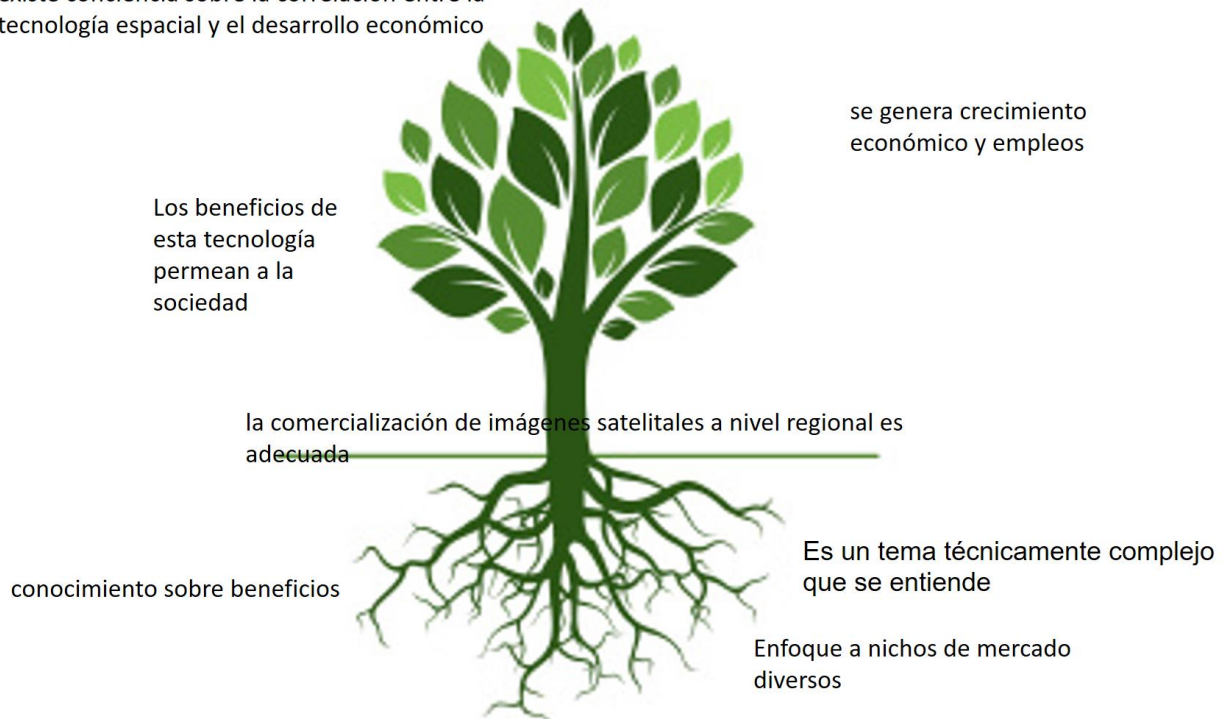 existe conciencia sobre la correlación entre la
tecnología espacial y el desarrollo económico
se genera crecimiento
económico y empleos
Los beneficios de
esta tecnología
permean a la
sociedad
la comercialización de imágenes satelitales a nivel regional es
adecuada
Es un tema técnicamente complejo
que se entiende
conocimiento sobre beneficios
Enfoque a nichos de mercado
diversos